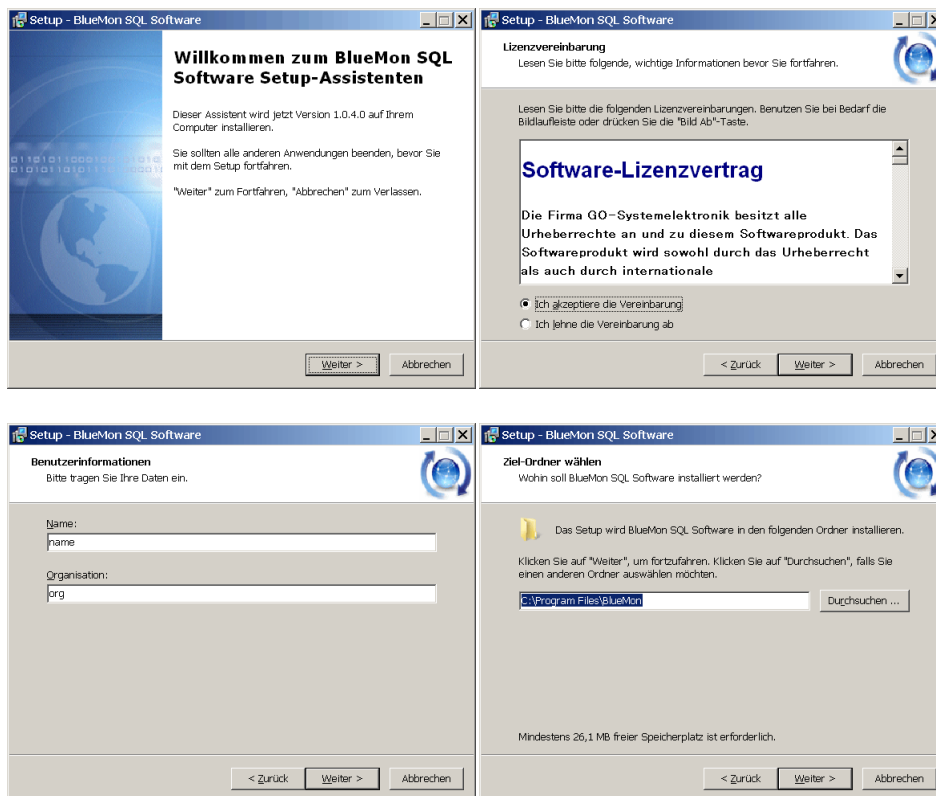 Setup - BlueMon SQL Software
Willkommen zum BlueMon SQL
Software Setup-Assistenten
Dieser Assistent wird jetzt Version 1.0.4.0 auf Ihrem
Computer installieren.
Sie sollten alle anderen Anwendungen beenden, bevor Sie
mit dem Setup fortfahren.
"Weiter" zum Fortfahren, "Abbrechen" zum Verlassen.
Weiter >
Abbrechen
Setup - BlueMon SQL Software
Lizenzvereinbarung
Lesen Sie bitte folgende, wichtige Informationen bevor Sie fortfahren.
Lesen Sie bitte die folgenden Lizenzvereinbarungen. Benutzen Sie bei Bedarf die
Bildlaufleiste oder drücken Sie die "Bild Ab"-Taste.
Software-Lizenzvertrag
Die Firma GO-Systemelektronik besitzt alle
Urheberrechte an und zu diesem Softwareprodukt. Das
Softwareprodukt wird sowohl durch das Urheberrecht
als auch durch internationale
Ich akzeptiere die Vereinbarung
Ich lehne die Vereinbarung ab
< Zurück
Weiter >
Abbrechen
Setup - BlueMon SQL Software
Benutzerinformationen
Bitte tragen Sie Ihre Daten ein.
Name:
name
Organisation:
org
< Zurück
Weiter >
Abbrechen
Setup - BlueMon SQL Software
Ziel-Ordner wählen
Wohin soll BlueMon SQL Software installiert werden?
Das Setup wird BlueMon SQL Software in den folgenden Ordner installieren.
Klicken Sie auf "Weiter", um fortzufahren. Klicken Sie auf "Durchsuchen", falls Sie
einen anderen Ordner auswählen möchten.
C:\Program Files\BlueMon
Durchsuchen ...
Mindestens 26,1 MB freier Speicherplatz ist erforderlich.
< Zurück
Weiter >
Abbrechen